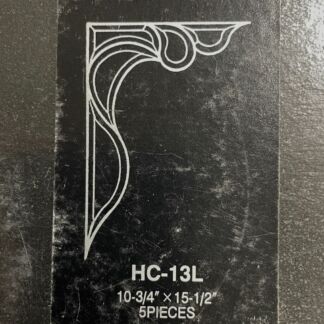 HC-13L
10-3/4" × 15-1/2"
5PIECES